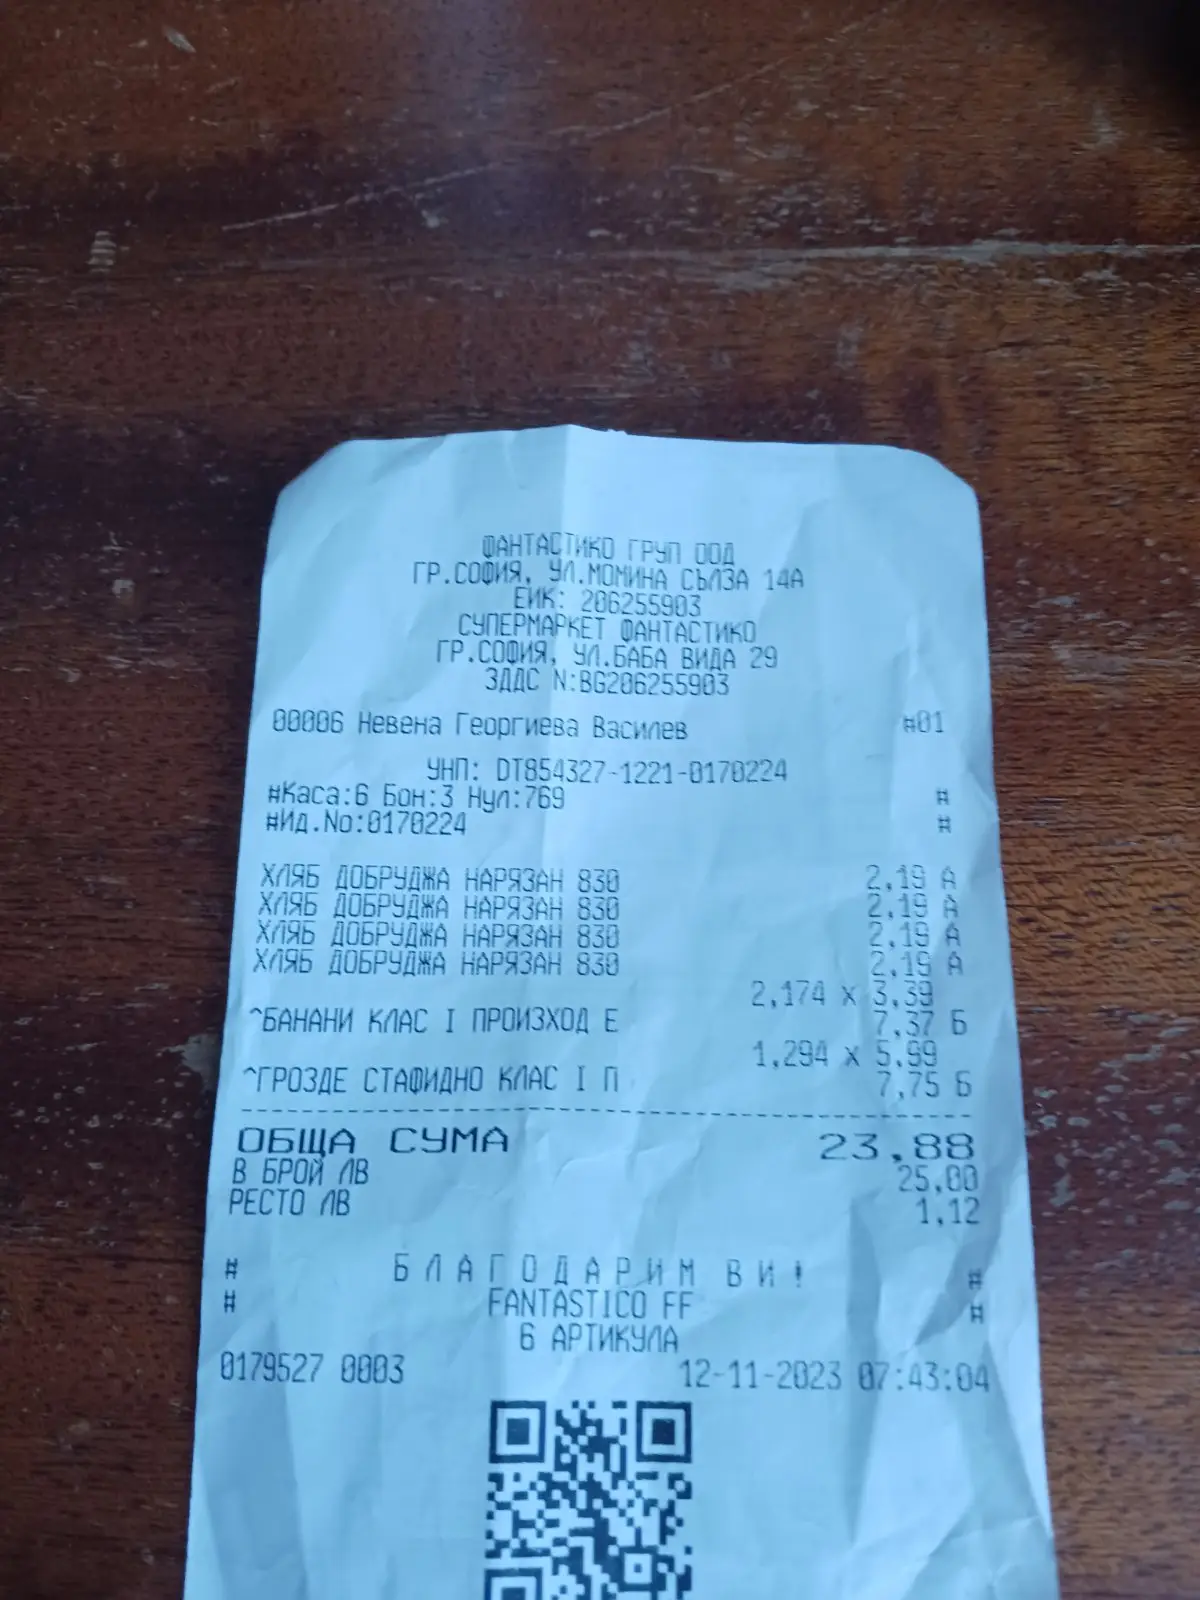 ФАНТАСТИКО ГРУП ООД
ГР.СОФИЯ, УЛ.МОМИНА СЪЛЗА 14А
ЕИК: 206255903
СУПЕРМАРКЕТ ФАНТАСТИКО
ГР.СОФИЯ, УЛ.БАБА ВИДА 29
ЗДДС N:BG206255903
00006 Невена Георгиева Василев #01
УНП: DT854327-1221-0170224
#Каса:6 Бон:3 Нул:769 #
#Ид.No:0170224 #
ХЛЯБ ДОБРУДЖА НАРЯЗАН 830 2,19 А
ХЛЯБ ДОБРУДЖА НАРЯЗАН 830 2,19 А
ХЛЯБ ДОБРУДЖА НАРЯЗАН 830 2,19 А
ХЛЯБ ДОБРУДЖА НАРЯЗАН 830 2,19 А
2,174 x 3,39
^БАНАНИ КЛАС I ПРОИЗХОД Е 7,37 Б
1,294 x 5,99
^ГРОЗДЕ СТАФИДНО КЛАС I П 7,75 Б
ОБЩА СУМА 23,88
В БРОЙ ЛВ 25,00
РЕСТО ЛВ 1,12
# БЛАГОДАРИМ ВИ! #
# FANTASTICO FF #
6 АРТИКУЛА
0179527 0003 12-11-2023 07:43:04